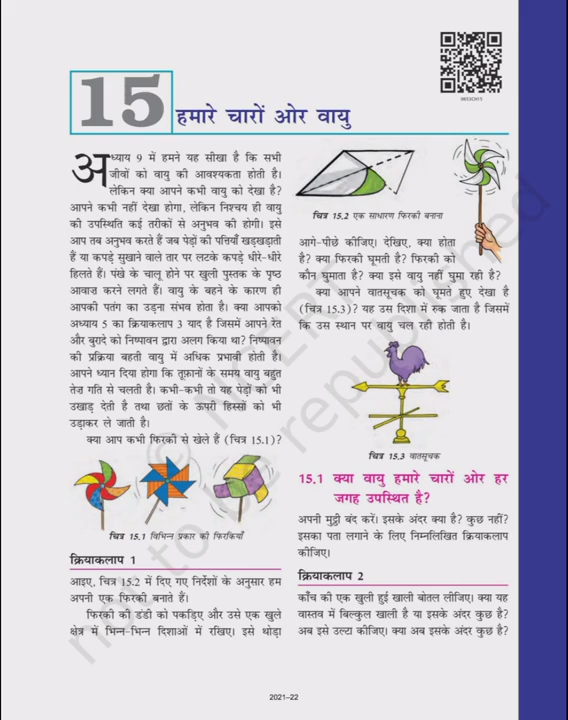 0653CH15
15
हमारे चारों ओर वायु
अध्याय 9 में हमने यह सीखा है कि सभी
जीवों को वायु की आवश्यकता होती है।
लेकिन क्या आपने कभी वायु को देखा है?
आपने कभी नहीं देखा होगा, लेकिन निश्चय ही वायु
की उपस्थिति कई तरीकों से अनुभव की होगी। इसे
आप तब अनुभव करते हैं जब पेड़ों की पत्तियाँ खड़खड़ाती
हैं या कपड़े सुखाने वाले तार पर लटके कपड़े धीरे-धीरे
हिलते हैं। पंखे के चालू होने पर खुली पुस्तक के पृष्ठ
आवाज़ करने लगते हैं। वायु के बहने के कारण ही
आपकी पतंग का उड़ना संभव होता है। क्या आपको
अध्याय 5 का क्रियाकलाप 3 याद है जिसमें आपने रेत
और बुरादे को निष्पावन द्वारा अलग किया था? निष्पावन
की प्रक्रिया बहती वायु में अधिक प्रभावी होती है।
आपने ध्यान दिया होगा कि तूफ़ानों के समय वायु बहुत
तेज़ गति से चलती है। कभी-कभी तो यह पेड़ों को भी
उखाड़ देती है तथा छतों के ऊपरी हिस्सों को भी
उड़ाकर ले जाती है।
क्या आप कभी फिरकी से खेले हैं (चित्र 15.1)?
चित्र 15.1 विभिन्न प्रकार की फिरकियाँ
क्रियाकलाप 1
आइए, चित्र 15.2 में दिए गए निर्देशों के अनुसार हम
अपनी एक फिरकी बनाते हैं।
फिरकी की डंडी को पकड़िए और उसे एक खुले
क्षेत्र में भिन्न-भिन्न दिशाओं में रखिए। इसे थोड़ा
चित्र 15.2 एक साधारण फिरकी बनाना
आगे-पीछे कीजिए। देखिए, क्या होता
है? क्या फिरकी घूमती है? फिरकी को
कौन घुमाता है? क्या इसे वायु नहीं घुमा रही है?
क्या आपने वातसूचक को घूमते हुए देखा है
(चित्र 15.3)? यह उस दिशा में रुक जाता है जिसमें
कि उस स्थान पर वायु चल रही होती है।
चित्र 15.3 वातसूचक
15.1 क्या वायु हमारे चारों ओर हर
जगह उपस्थित है?
अपनी मुट्ठी बंद करें। इसके अंदर क्या है? कुछ नहीं?
इसका पता लगाने के लिए निम्नलिखित क्रियाकलाप
कीजिए।
क्रियाकलाप 2
काँच की एक खुली हुई खाली बोतल लीजिए। क्या यह
वास्तव में बिल्कुल खाली है या इसके अंदर कुछ है?
अब इसे उल्टा कीजिए। क्या अब इसके अंदर कुछ है?
© NCERT
not to be republished
2021–22